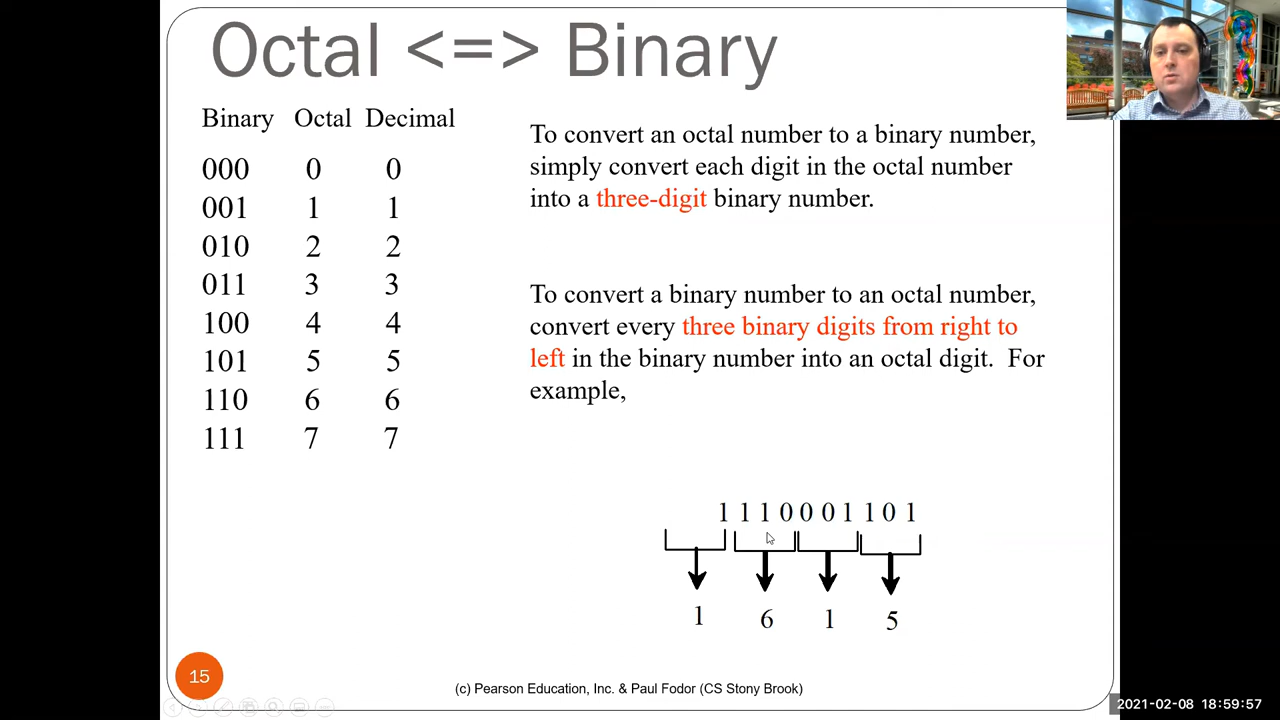 Octal <=> Binary
Binary Octal Decimal
000 0 0
001 1 1
010 2 2
011 3 3
100 4 4
101 5 5
110 6 6
111 7 7
To convert an octal number to a binary number,
simply convert each digit in the octal number
into a three-digit binary number.
To convert a binary number to an octal number,
convert every three binary digits from right to
left in the binary number into an octal digit. For
example,
1 1 1 0 0 0 1 1 0 1
1 6 1 5
15
(c) Pearson Education, Inc. & Paul Fodor (CS Stony Brook)
2021-02-08 18:59:57